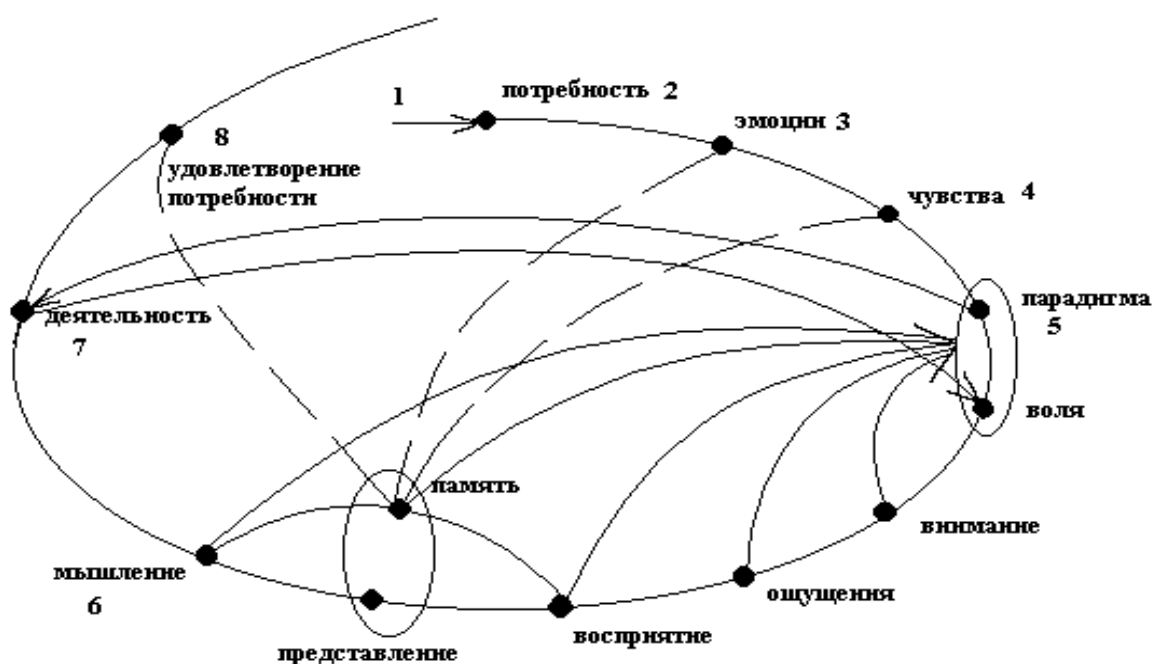 1
потребность 2
эмоции 3
чувства 4
парадигма
5
воля
внимание
ощущения
восприятие
представление
память
мышление
6
деятельность
7
8
удовлетворение
потребности